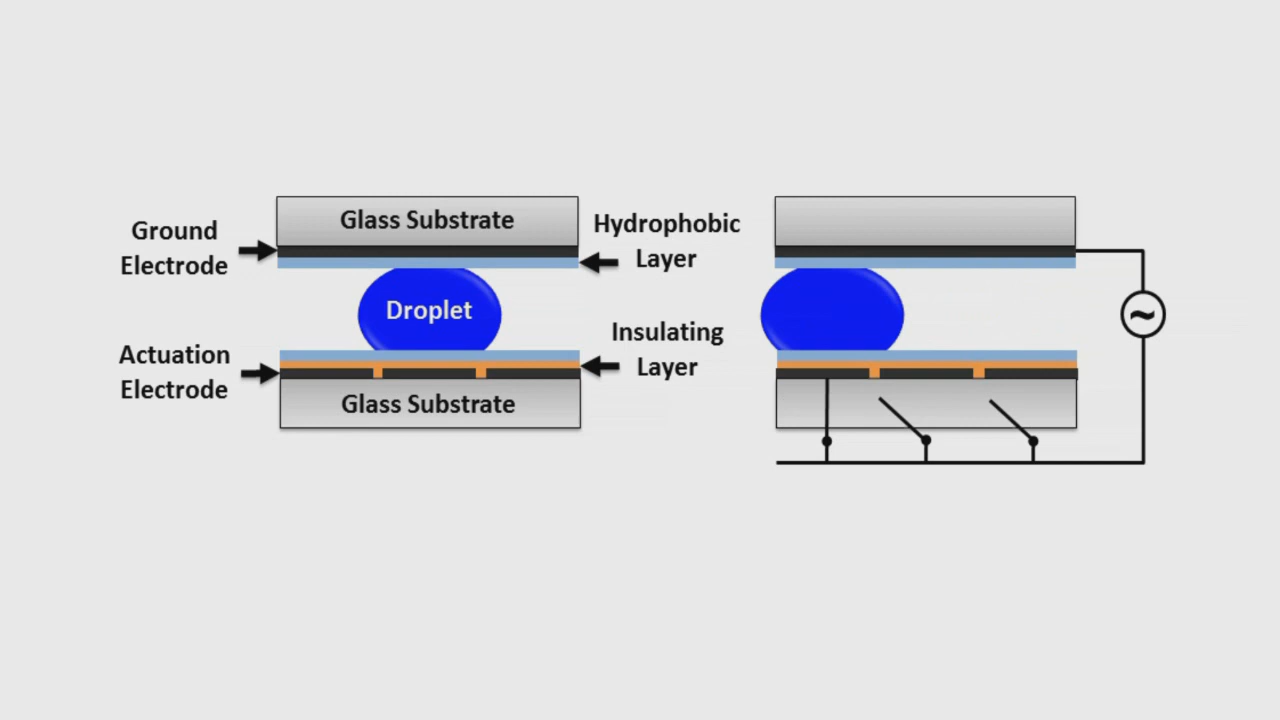 Glass Substrate
Ground
Electrode
Hydrophobic
Layer
Droplet
Actuation
Electrode
Insulating
Layer
Glass Substrate
~